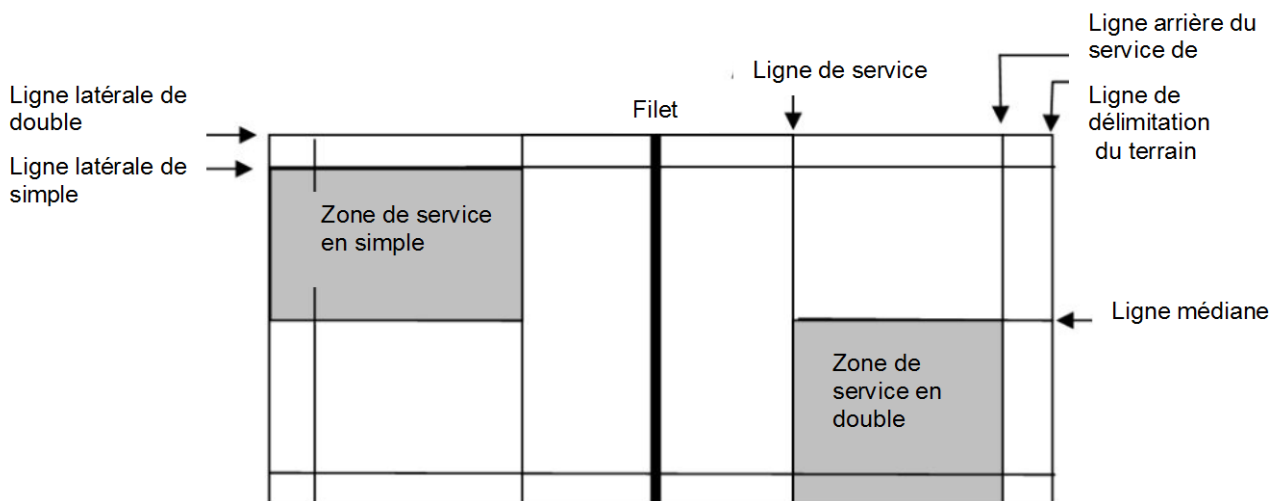 Ligne arrière du
service de
Ligne de service
Ligne de
délimitation
du terrain
Filet
Ligne latérale de
double
Ligne latérale de
simple
Zone de service
en simple
Ligne médiane
Zone de
service en
double